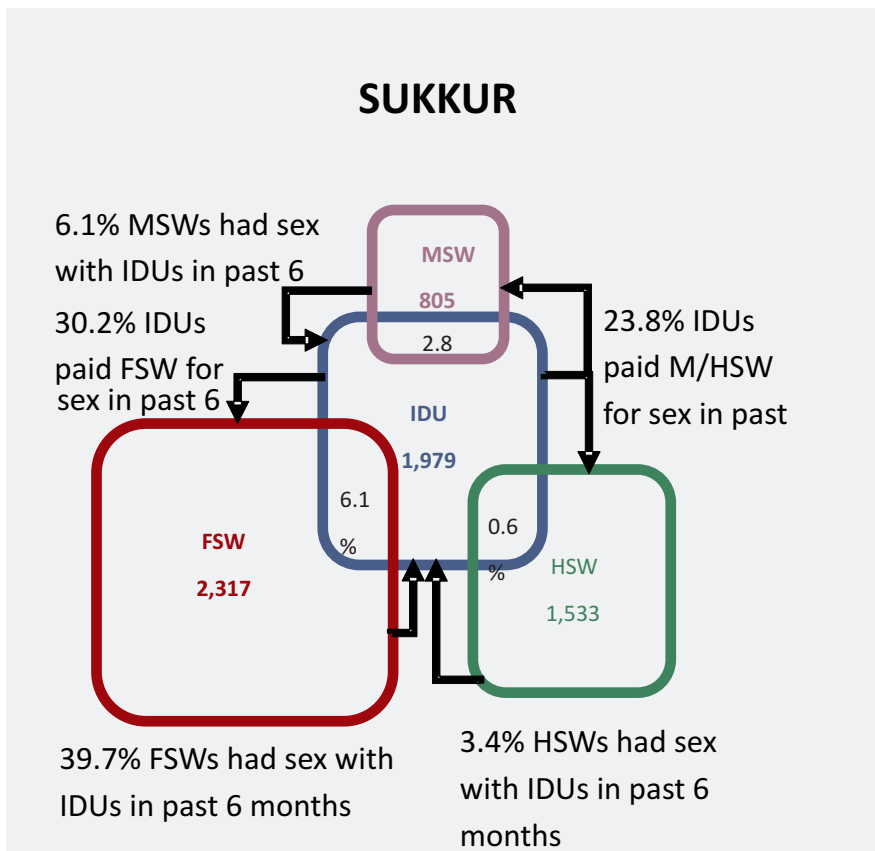 SUKKUR
6.1% MSWs had sex
with IDUs in past 6
30.2% IDUs
paid FSW for
sex in past 6
MSW
805
2.8
23.8% IDUs
paid M/HSW
for sex in past
IDU
1,979
6.1
%
0.6
%
FSW
2,317
HSW
1,533
39.7% FSWs had sex with
IDUs in past 6 months
3.4% HSWs had sex
with IDUs in past 6
months